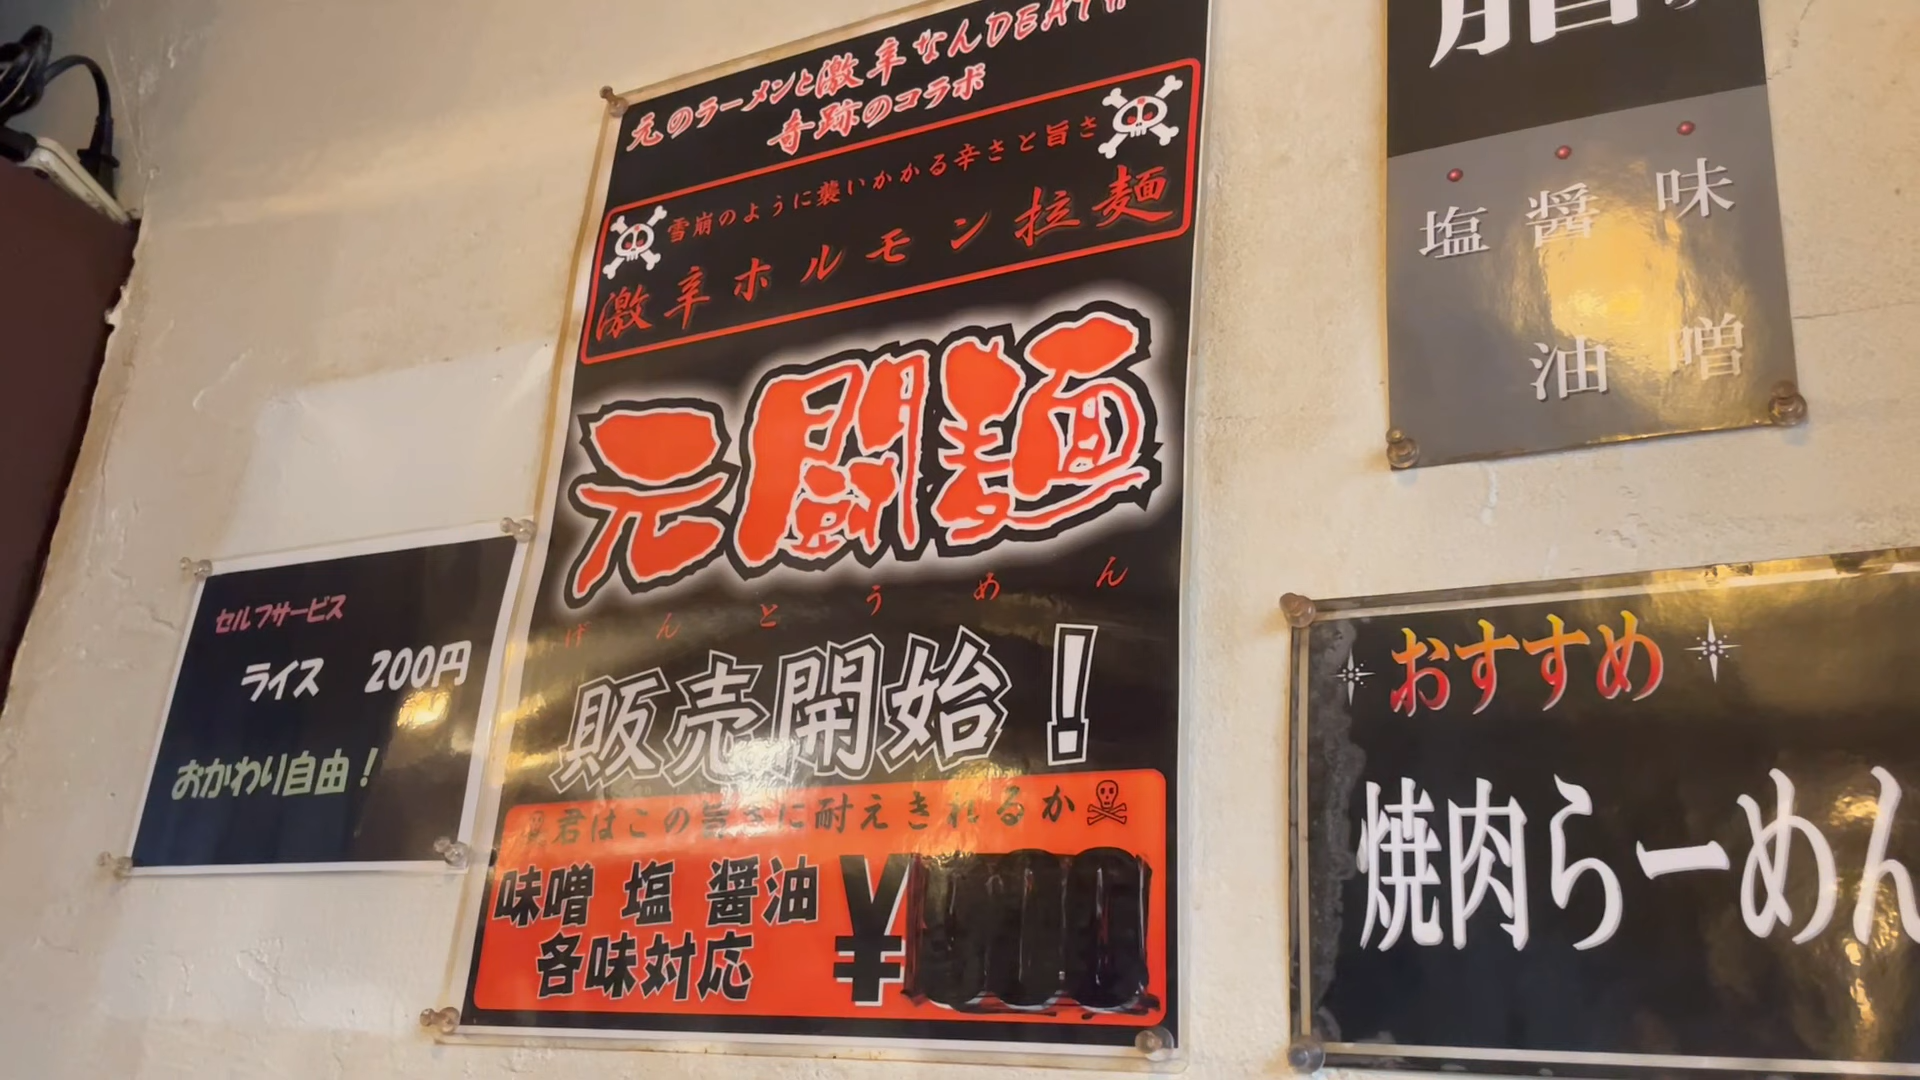 セルフサービス
ライス 200円
おかわり自由！
元のラーメンと激辛なんDEATH
奇跡のコラボ
雪崩のように襲いかかる辛さと旨さ
激辛ホルモン拉麺
元闘麺
げんとうめん
販売開始！
君はこの旨さに耐えきれるか
味噌 塩 醤油
各味対応
¥
脂
味噌
醤油
塩
おすすめ
焼肉らーめん